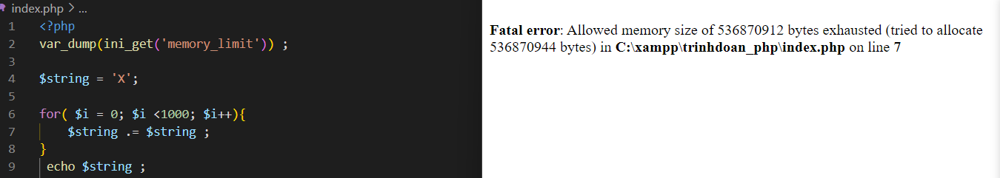 index.php > ...
1 <?php
2 var_dump(ini_get('memory_limit')) ;
3
4 $string = 'X';
5
6 for( $i = 0; $i <1000; $i++){
7 $string .= $string ;
8 }
9 echo $string ;
Fatal error: Allowed memory size of 536870912 bytes exhausted (tried to allocate
536870944 bytes) in C:\xampp\trinhdoan_php\index.php on line 7